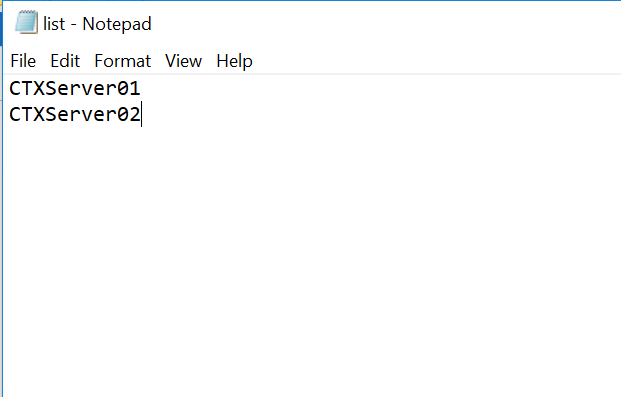 list - Notepad
File Edit Format View Help
CTXServer01
CTXServer02